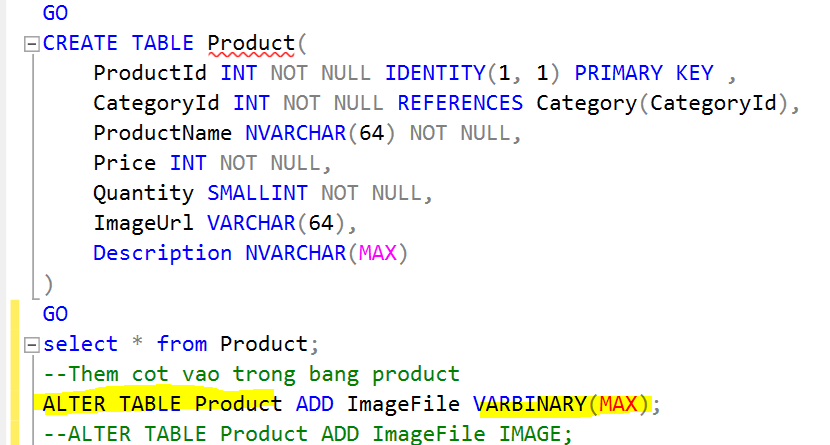 GO
CREATE TABLE Product(
ProductId INT NOT NULL IDENTITY(1, 1) PRIMARY KEY ,
CategoryId INT NOT NULL REFERENCES Category(CategoryId),
ProductName NVARCHAR(64) NOT NULL,
Price INT NOT NULL,
Quantity SMALLINT NOT NULL,
ImageUrl VARCHAR(64),
Description NVARCHAR(MAX)
)
GO
select * from Product;
--Them cot vao trong bang product
ALTER TABLE Product ADD ImageFile VARBINARY(MAX);
--ALTER TABLE Product ADD ImageFile IMAGE;